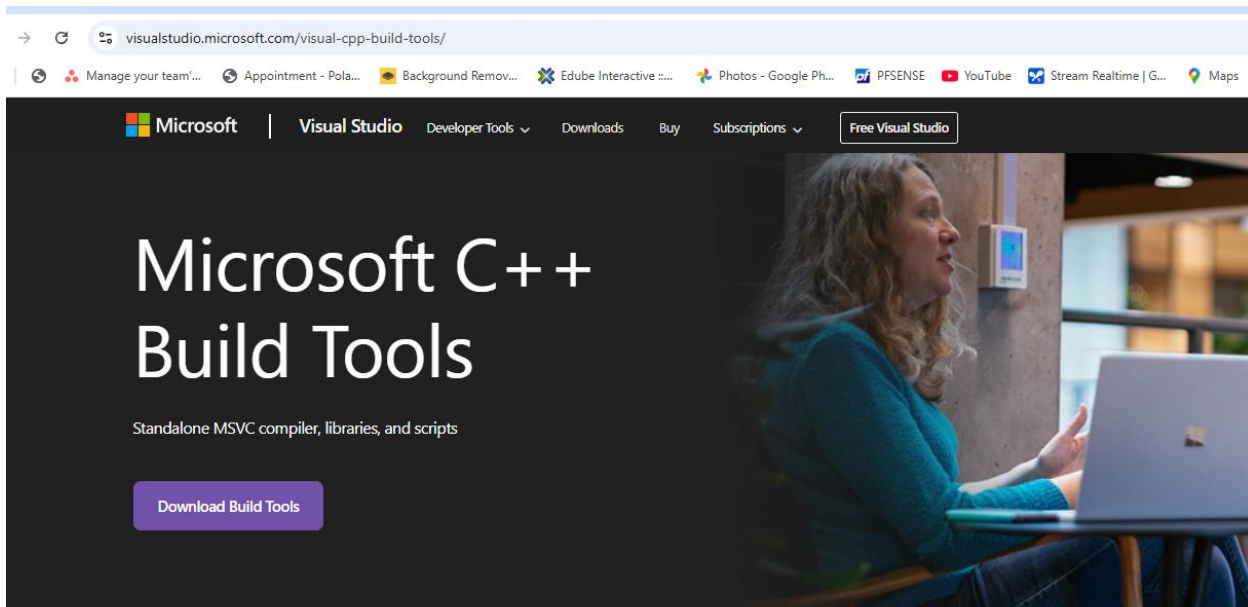 visualstudio.microsoft.com/visual-cpp-build-tools/
Manage your team'... Appointment - Pola... Background Remov... Edube Interactive ::... Photos - Google Ph... PFSENSE YouTube Stream Realtime | G... Maps
Microsoft | Visual Studio Developer Tools Downloads Buy Subscriptions Free Visual Studio
Microsoft C++
Build Tools
Standalone MSVC compiler, libraries, and scripts
Download Build Tools